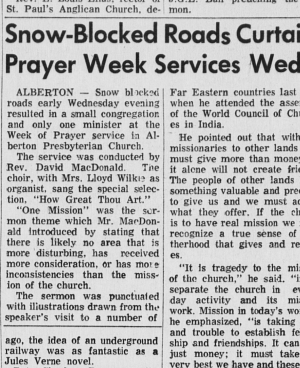 Rev. L. Louis Elias, rector of
St. Paul's Anglican Church, de-
mon.
Snow-Blocked Roads Curtai
Prayer Week Services Wed
ALBERTON — Snow blocked
roads early Wednesday evening
resulted in a small congregation
and only one minister at the
Week of Prayer service in Al-
berton Presbyterian Church.
The service was conducted by
Rev. David MacDonald. The
choir, with Mrs. Lloyd Wilkie as
organist, sang the special selec-
tion, "How Great Thou Art."
"One Mission" was the ser-
mon theme which Mr. MacDon-
ald introduced by stating that
there is likely no area that is
more disturbing, has received
more consideration, or has more
inconsistencies than the miss-
ion of the church.
The sermon was punctuated
with illustrations drawn from the
speaker's visit to a number of
ago, the idea of an underground
railway was as fantastic as a
Jules Verne novel.
Far Eastern countries last
when he attended the asse
of the World Council of Chu
es in India.
He pointed out that with
missionaries to other lands
must give more than money
it alone will not create frie
The people of other lands
something valuable and prec
to give us and we must ac
what they offer. If the ch
is to have real mission we
recognize a true sense of
therhood that gives and re
es.
"It is tragedy to the mis
of the church," he said. "i
separate the church in ev
day activity and its mis
work. Mission in today's wo
he emphasized, "is taking
and trouble to establish fe
ship and friendships. It can
just money; it must take
very best we have and these